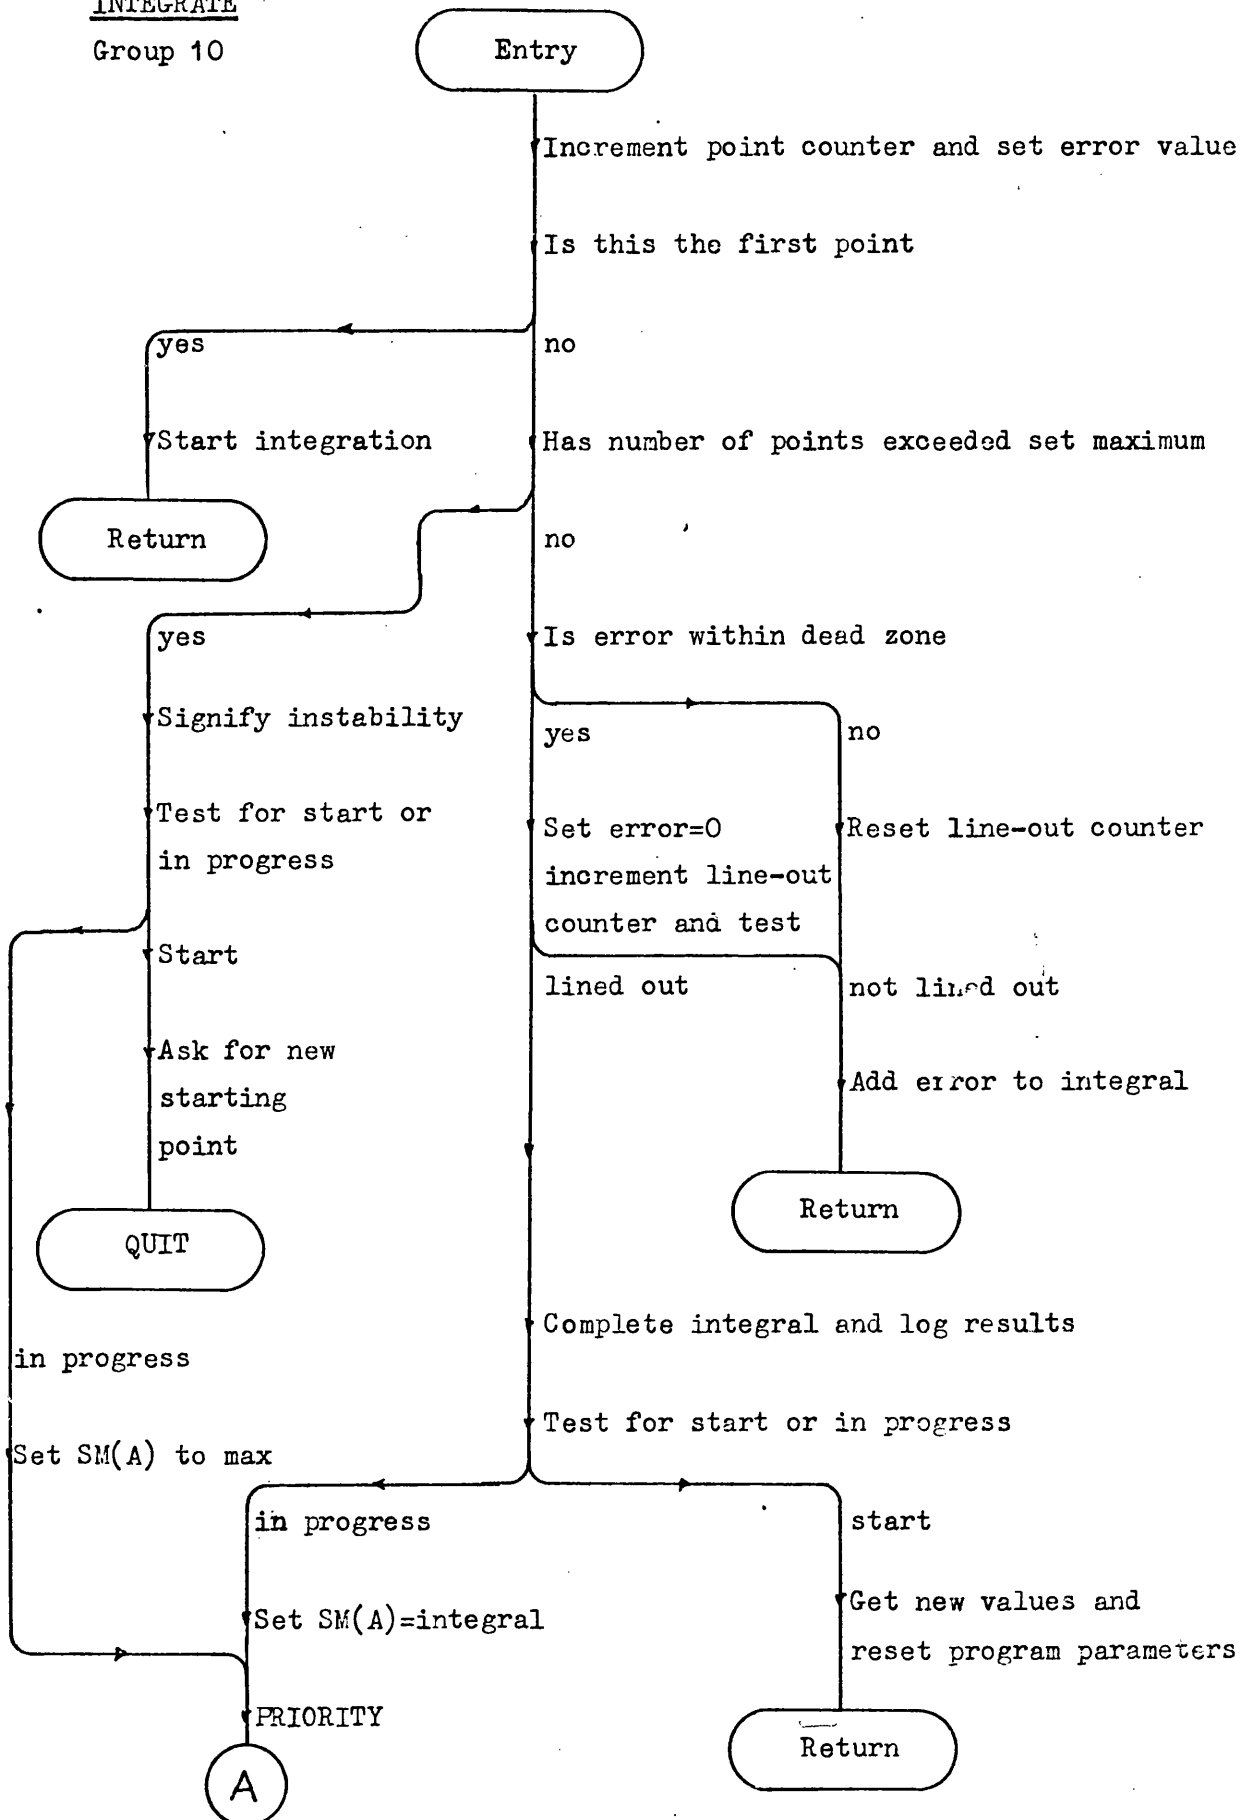 INTEGRATE
Group 10
Entry
Increment point counter and set error value
Is this the first point
yes
no
Start integration
Has number of points exceeded set maximum
Return
no
yes
Is error within dead zone
Signify instability
yes
no
Test for start or
in progress
Set error=0
increment line-out
counter and test
Reset line-out counter
Start
lined out
not lined out
Ask for new
starting
point
Add error to integral
QUIT
Return
Complete integral and log results
in progress
Test for start or in progress
Set SM(A) to max
in progress
start
Set SM(A)=integral
Get new values and
reset program parameters
PRIORITY
A
Return